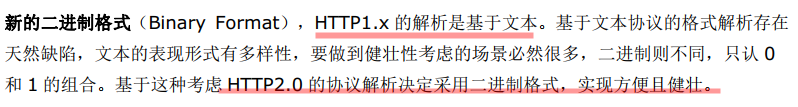 新的二进制格式（Binary Format），HTTP1.x 的解析是基于文本。基于文本协议的格式解析存在
天然缺陷，文本的表现形式有多样性，要做到健壮性考虑的场景必然很多，二进制则不同，只认 0
和 1 的组合。基于这种考虑 HTTP2.0 的协议解析决定采用二进制格式，实现方便且健壮。